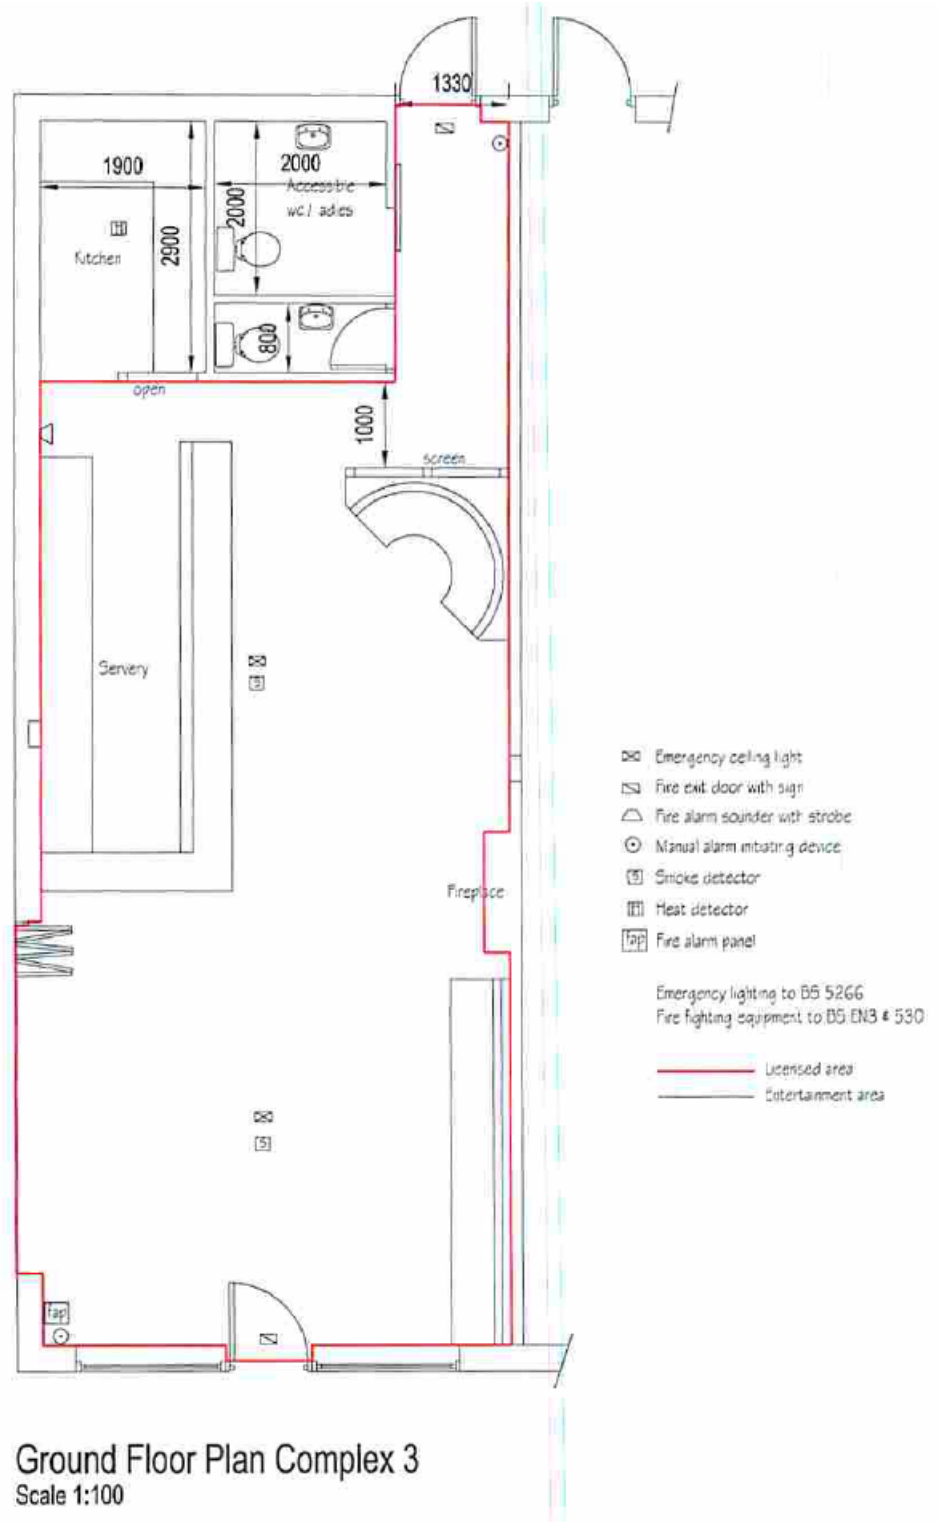 1330
1900
2000
Accessible
wc/ladies
2000
2900
H
Kitchen
800
open
1000
screen
Servery
S
Fireplace
S
fap
Emergency ceiling light
Fire exit door with sign
Fire alarm sounder with strobe
Manual alarm initiating device
S Smoke detector
H Heat detector
fap Fire alarm panel
Emergency lighting to BS 5266
Fire fighting equipment to BS EN3 & 530
Licensed area
Entertainment area
Ground Floor Plan Complex 3
Scale 1:100